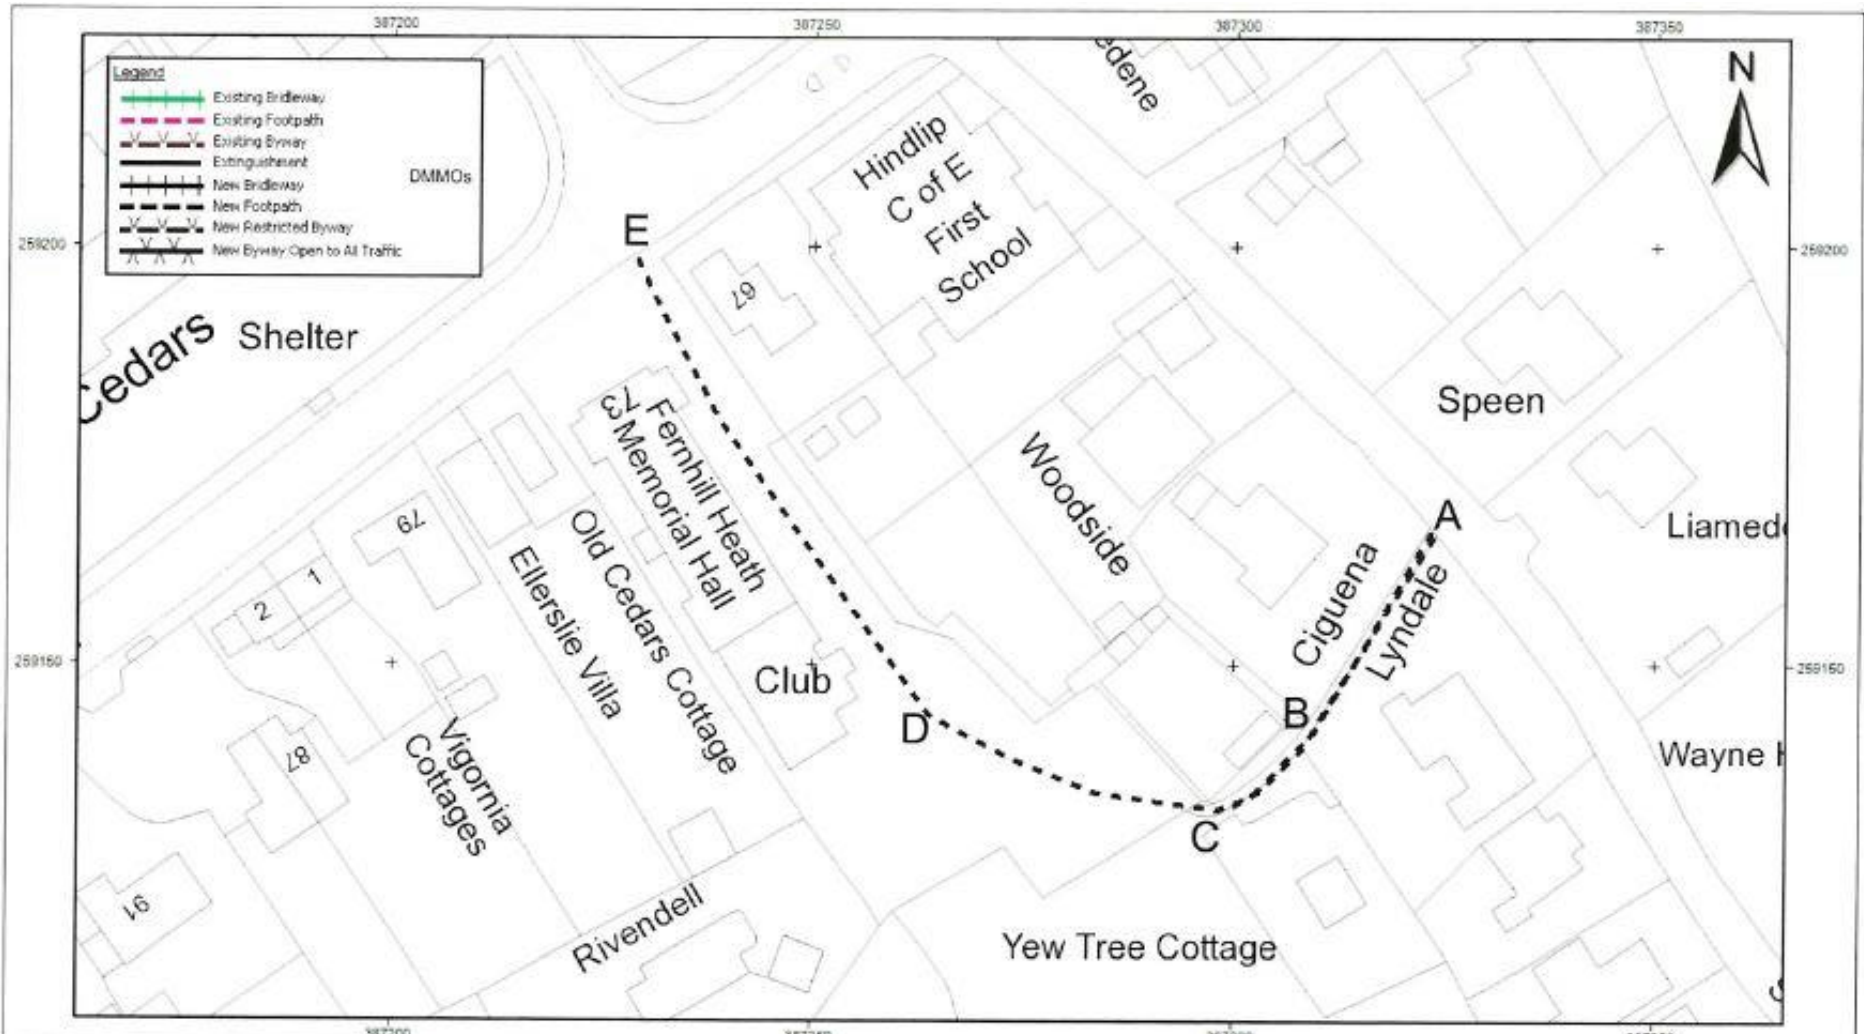 387200 387250 387300 387350
N
Legend
Existing Bridleway
Existing Footpath
Existing Byway
Extinguishment
New Bridleway
New Footpath
New Restricted Byway
New Byway Open to All Traffic
DMMOs
edene
Hindlip
C of E
First
School
259200
259200
E
67
Cedars
Shelter
73
Fernhill Heath
Memorial Hall
Speen
Woodside
A
Liamed
79
1
2
Old Cedars Cottage
Ellerslie Villa
Ciguena
Lyndale
259150
259150
Club
B
D
Wayne H
87
Vigornia
Cottages
C
91
Rivendell
Yew Tree Cottage